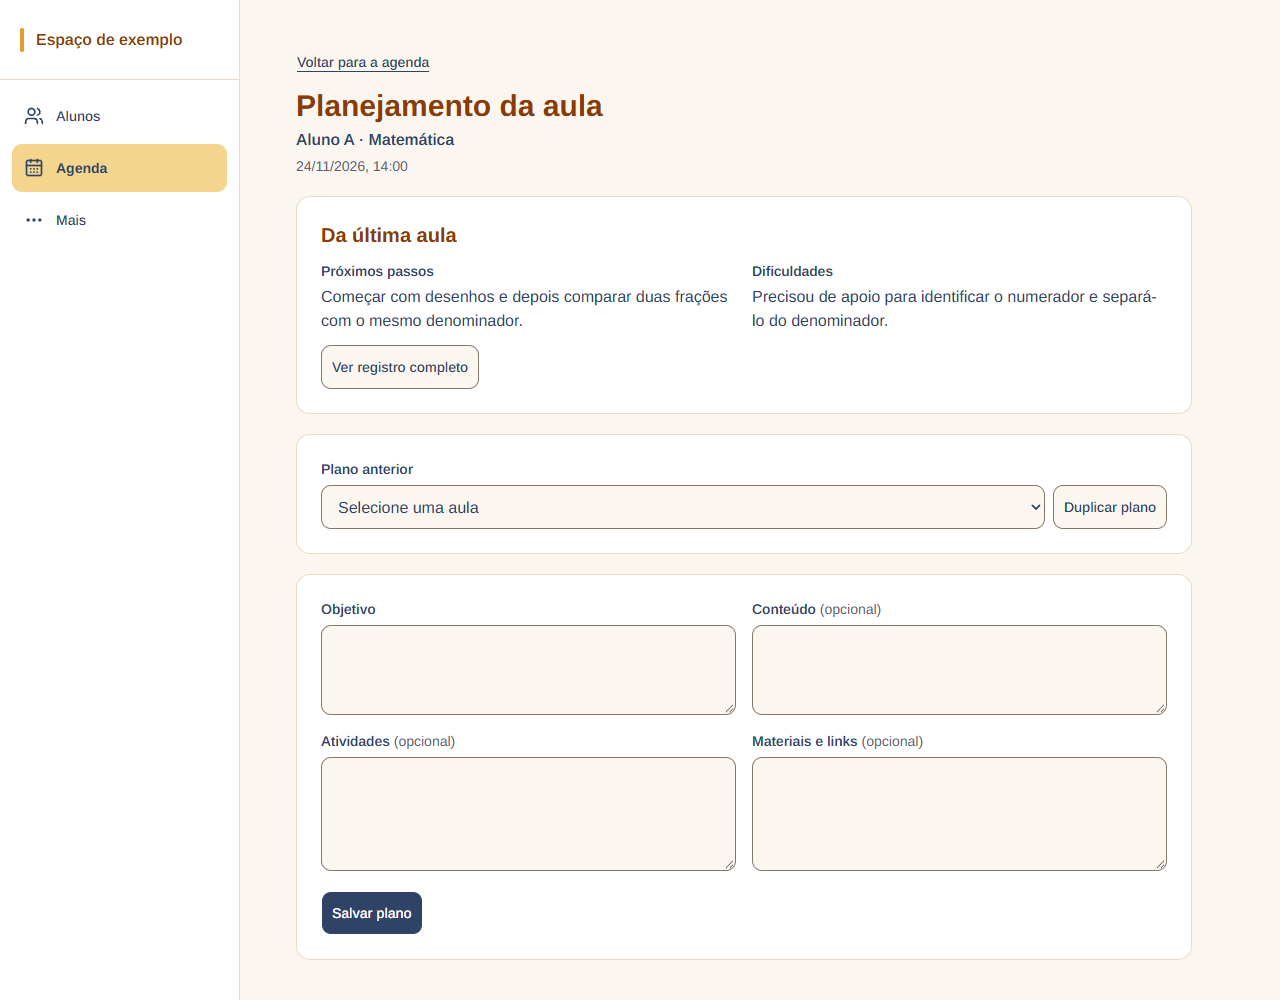 Espaço de exemplo
Alunos
Agenda
Mais
Voltar para a agenda
Planejamento da aula
Aluno A · Matemática
24/11/2026, 14:00
Da última aula
Próximos passos
Começar com desenhos e depois comparar duas frações
com o mesmo denominador.
Dificuldades
Precisou de apoio para identificar o numerador e separá-
lo do denominador.
Ver registro completo
Plano anterior
Selecione uma aula
Duplicar plano
Objetivo
Conteúdo (opcional)
Atividades (opcional)
Materiais e links (opcional)
Salvar plano